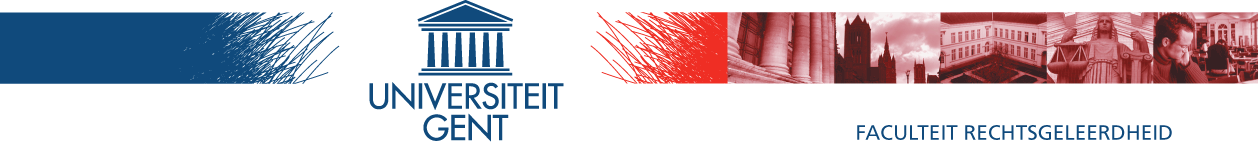 UNIVERSITEIT
GENT
FACULTEIT RECHTSGELEERDHEID